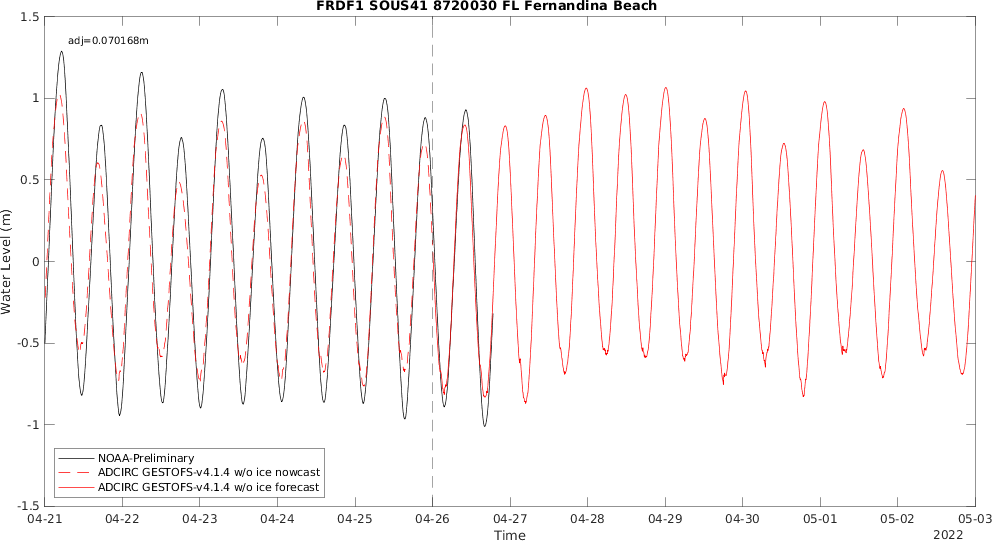 FRDF1 SOUS41 8720030 FL Fernandina Beach
adj=0.070168m
1.5
1
0.5
0
-0.5
-1
-1.5
Water Level (m)
NOAA-Preliminary
ADCIRC GESTOFS-v4.1.4 w/o ice nowcast
ADCIRC GESTOFS-v4.1.4 w/o ice forecast
04-21 04-22 04-23 04-24 04-25 04-26 04-27 04-28 04-29 04-30 05-01 05-02 05-03
Time
2022